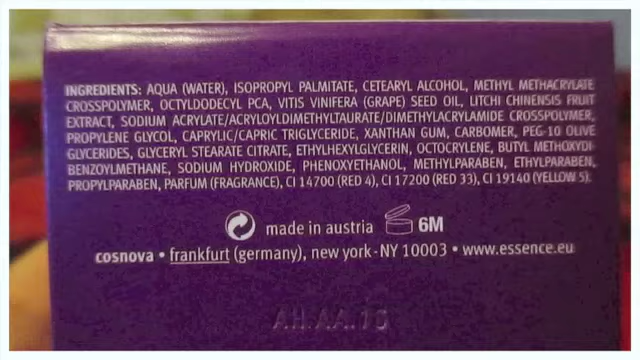 INGREDIENTS: AQUA (WATER), ISOPROPYL PALMITATE, CETEARYL ALCOHOL, METHYL METHACRYLATE
CROSSPOLYMER, OCTYLDODECYL PCA, VITIS VINIFERA (GRAPE) SEED OIL, LITCHI CHINENSIS FRUIT
EXTRACT, SODIUM ACRYLATE/ACRYLOYLDIMETHYLTAURATE/DIMETHYLACRYLAMIDE CROSSPOLYMER,
PROPYLENE GLYCOL, CAPRYLIC/CAPRIC TRIGLYCERIDE, XANTHAN GUM, CARBOMER, PEG-10 OLIVE
GLYCERIDES, GLYCERYL STEARATE CITRATE, ETHYLHEXYLGLYCERIN, OCTOCRYLENE, BUTYL METHOXYDI-
BENZOYLMETHANE, SODIUM HYDROXIDE, PHENOXYETHANOL, METHYLPARABEN, ETHYLPARABEN,
PROPYLPARABEN, PARFUM (FRAGRANCE), CI 14700 (RED 4), CI 17200 (RED 33), CI 19140 (YELLOW 5).
made in austria 6M
cosnova • frankfurt (germany), new york - NY 10003 • www.essence.eu